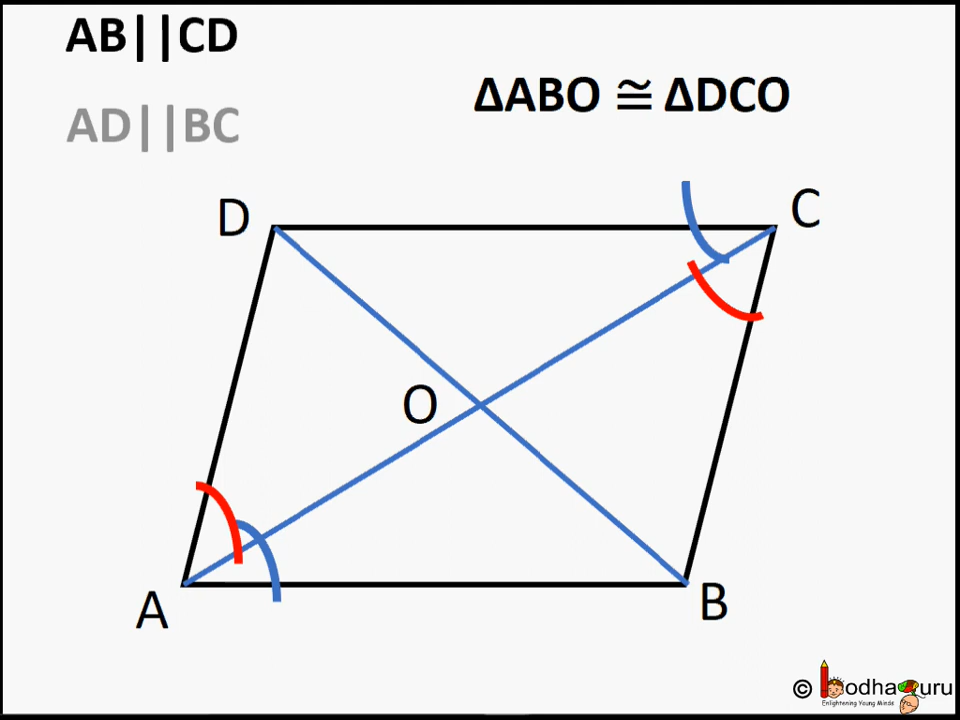 AB||CD
ΔABO ≅ ΔDCO
AD||BC
D
C
O
A
B
© bodhaguru
Enlightening Young Minds